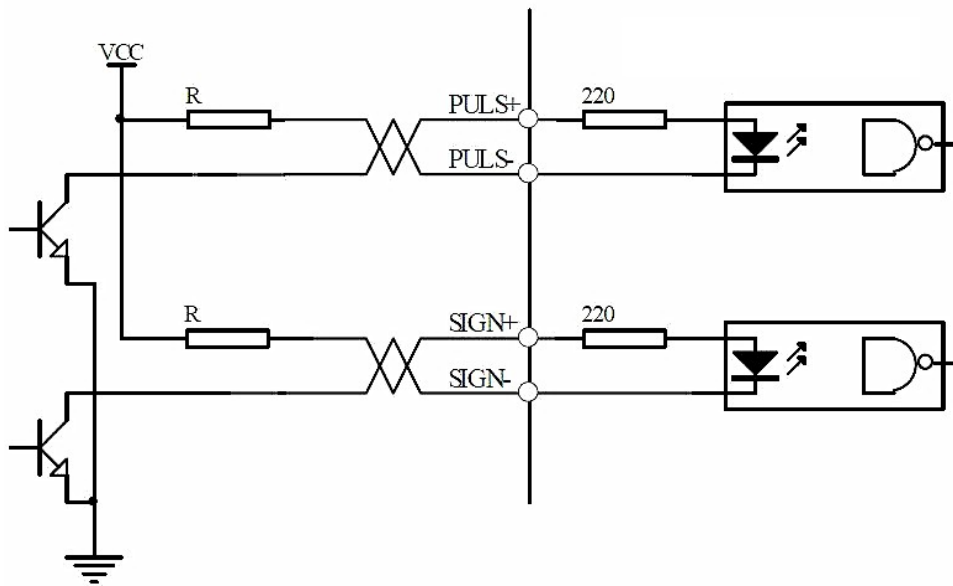 VCC
R
PULS+
220
PULS-
R
SIGN+
220
SIGN-